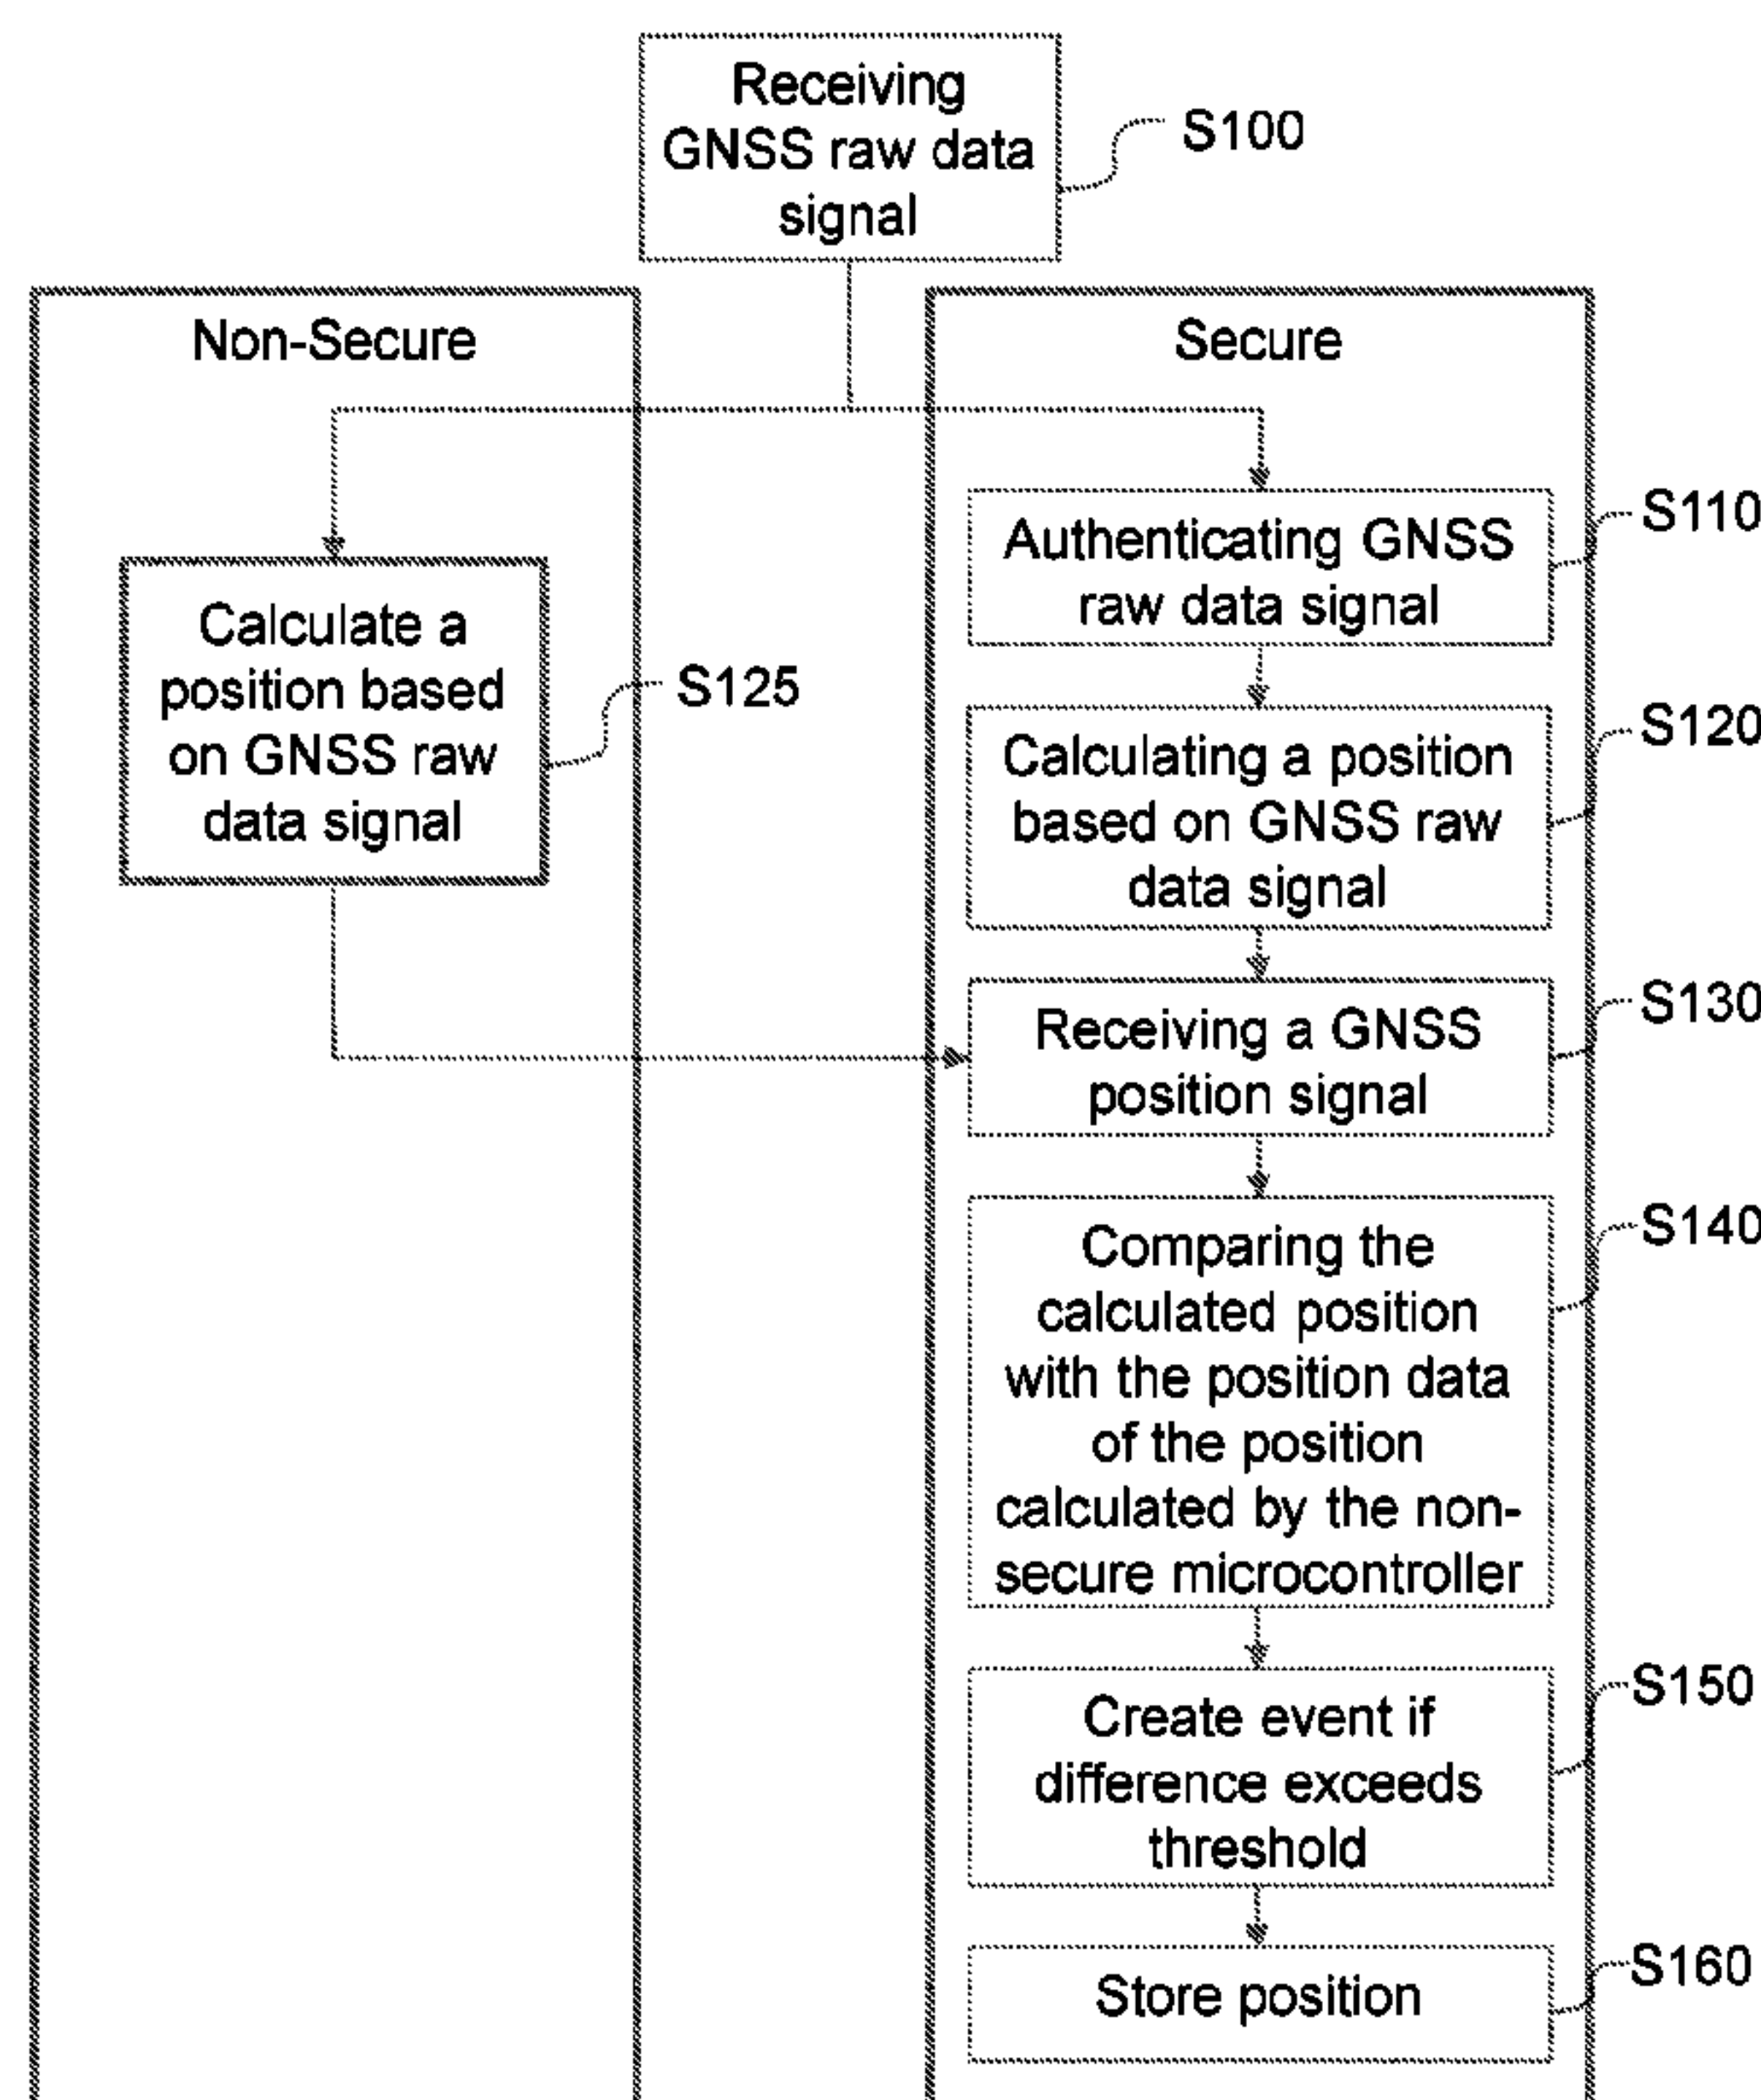 Receiving
GNSS raw data
signal
S100
Non-Secure
Secure
Authenticating GNSS
raw data signal
S110
Calculate a
position based
on GNSS raw
data signal
S125
Calculating a position
based on GNSS raw
data signal
S120
Receiving a GNSS
position signal
S130
Comparing the
calculated position
with the position data
of the position
calculated by the non-
secure microcontroller
S140
Create event if
difference exceeds
threshold
S150
Store position
S160